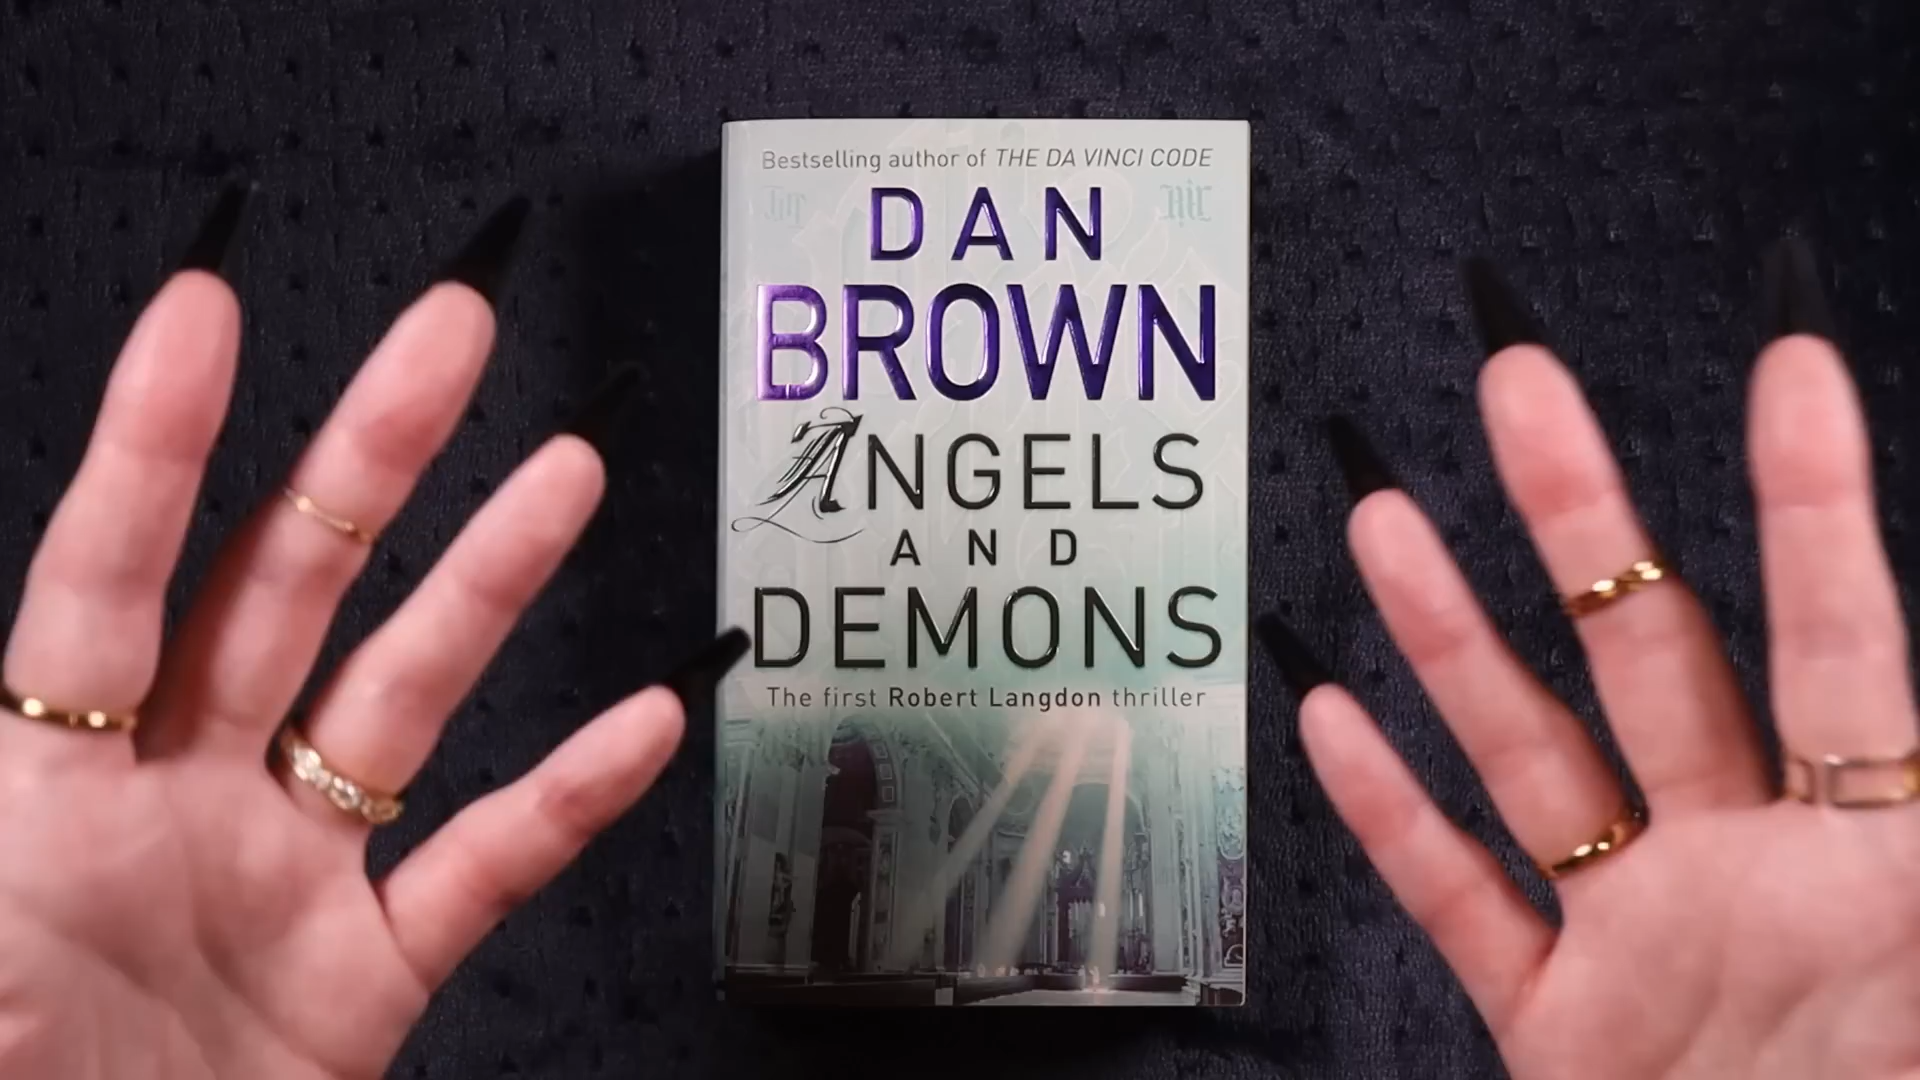 Bestselling author of THE DA VINCI CODE
DAN
BROWN
ANGELS
AND
DEMONS
The first Robert Langdon thriller